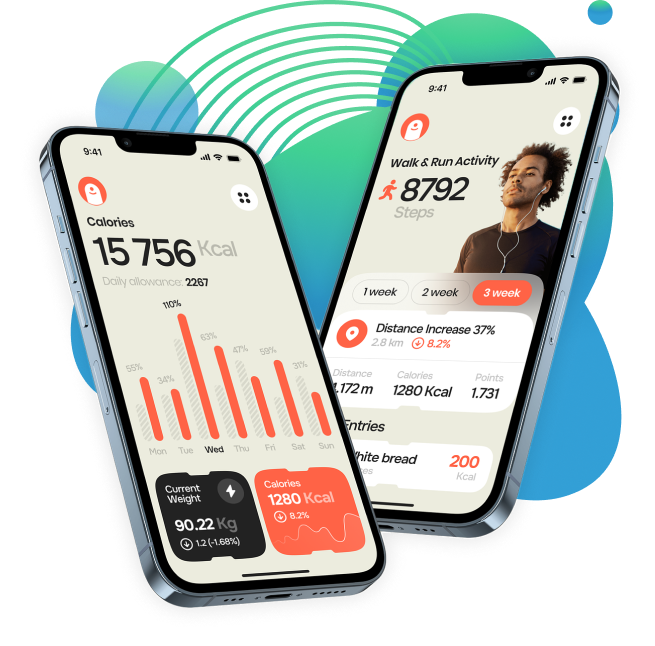 9:41
Calories
15 756 Kcal
Daily allowance: 2267
110%
63%
59%
55%
47%
34%
31%
Mon Tue Wed Thu Fri Sat Sun
Current
Weight
90.22 Kg
1.2 (-1.68%)
Calories
1280 Kcal
8.2%
9:41
Walk & Run Activity
8792
Steps
1 week 2 week 3 week
Distance Increase 37%
2.8 km 8.2%
Distance Calories Points
1.172 m 1280 Kcal 1.731
Entries
bread 200
Kcal